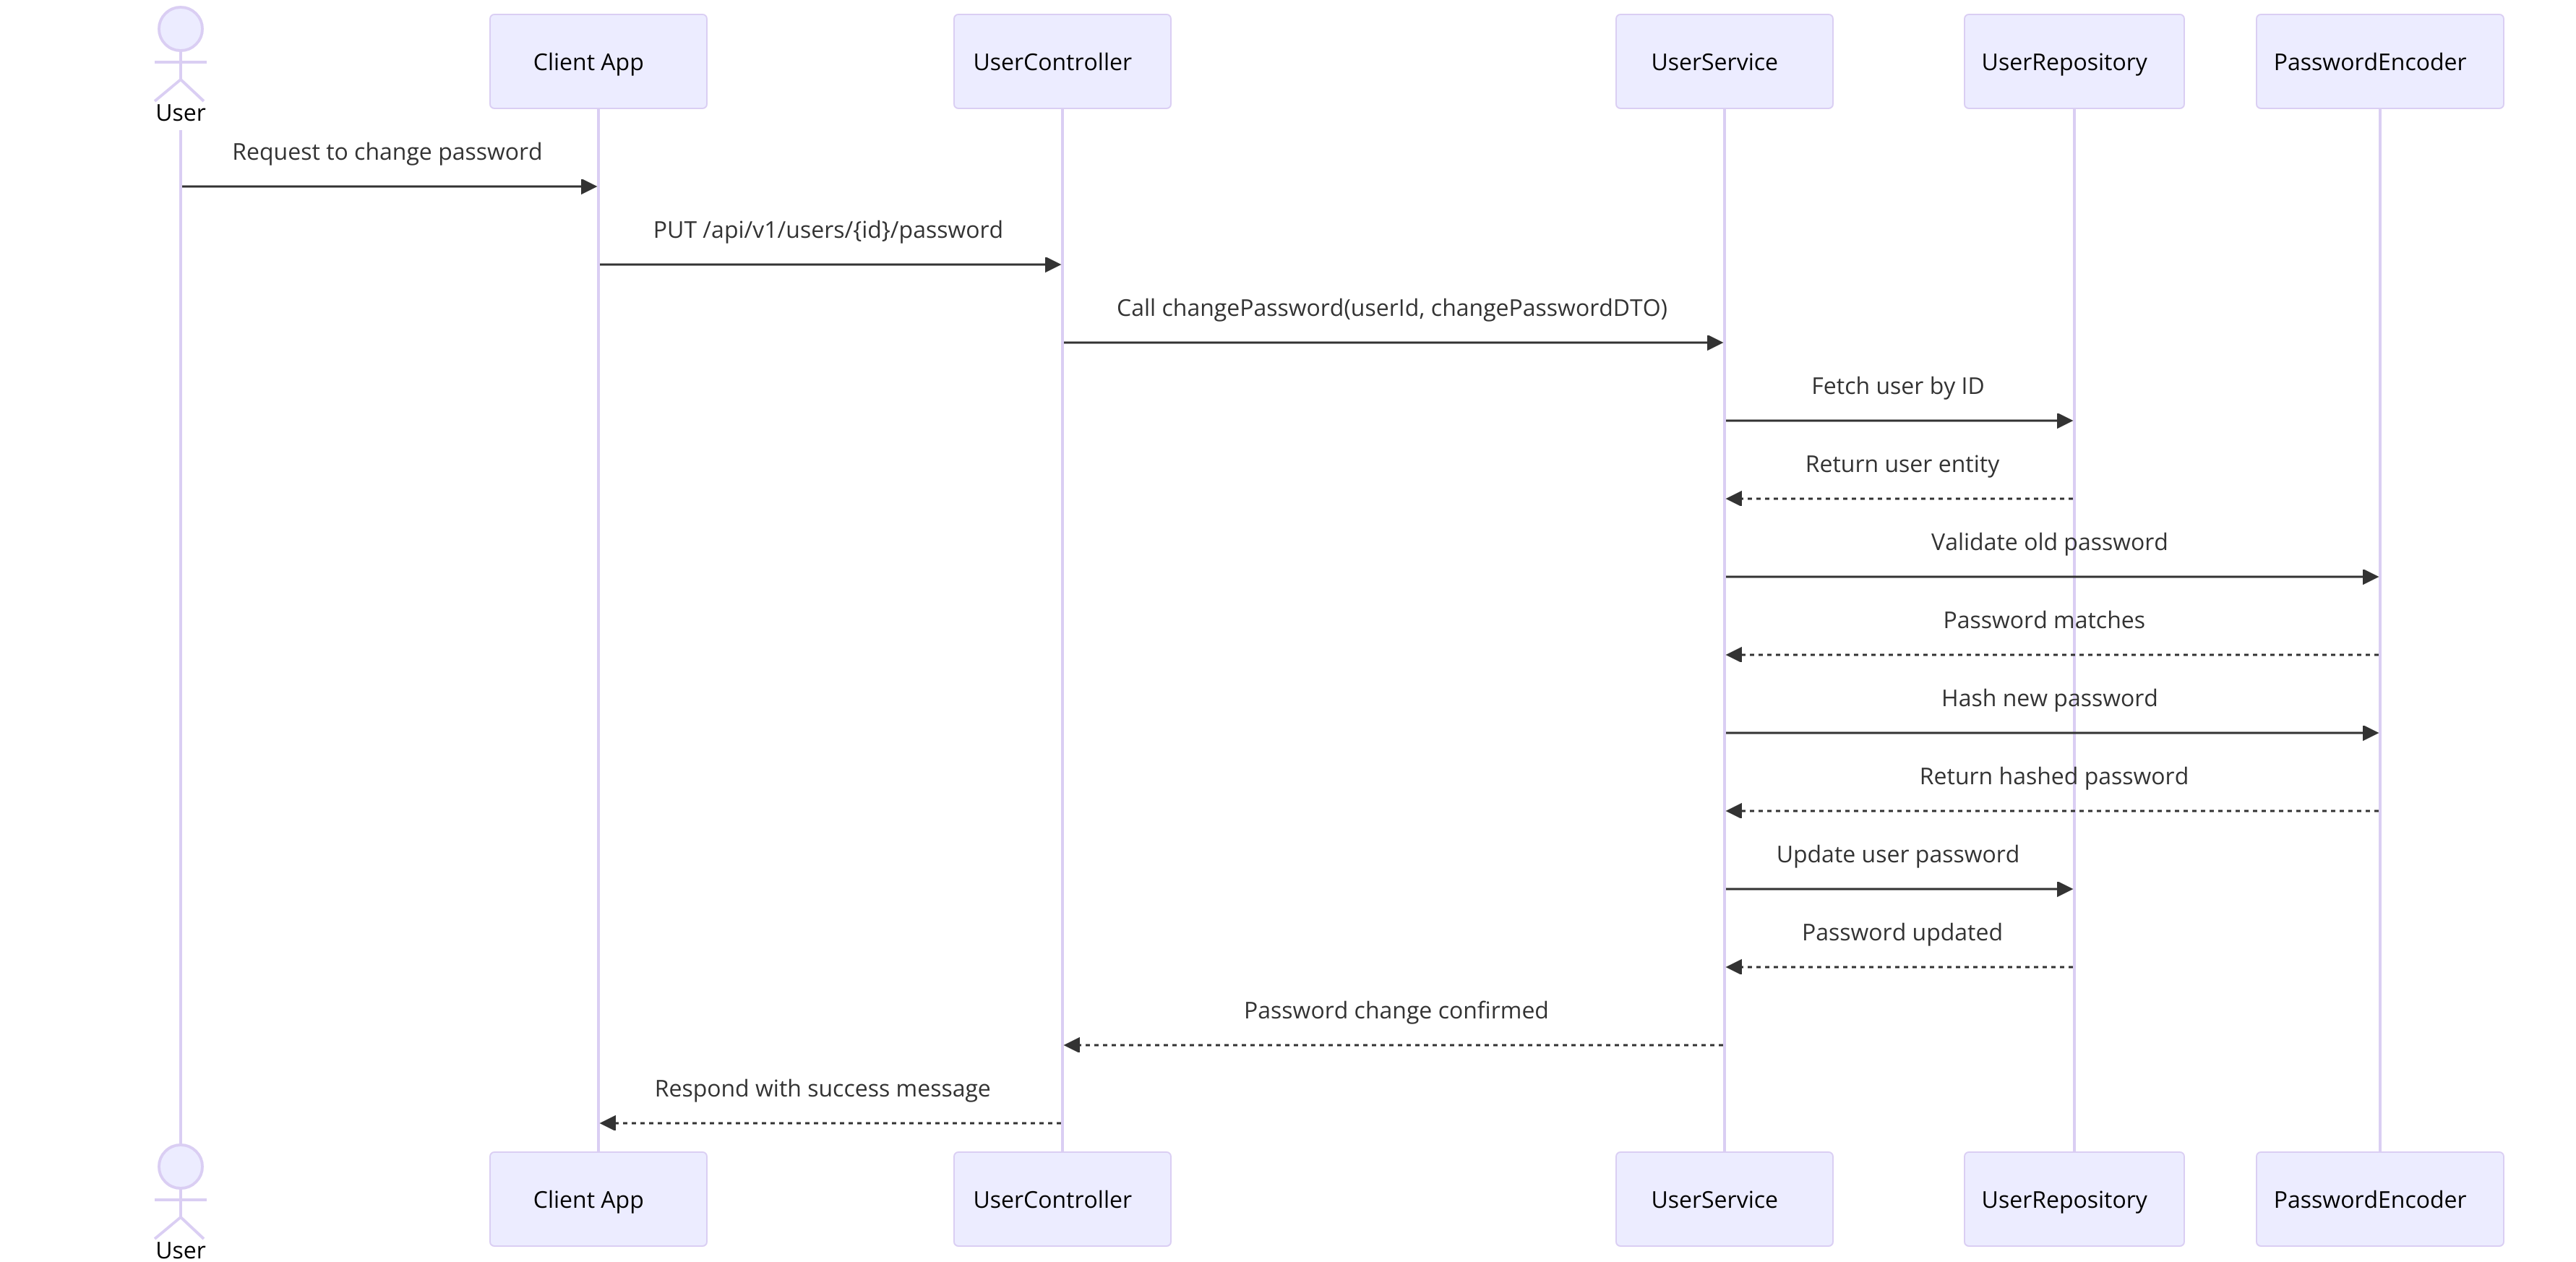 User
Client App
UserController
UserService
UserRepository
PasswordEncoder
Request to change password
PUT /api/v1/users/{id}/password
Call changePassword(userId, changePasswordDTO)
Fetch user by ID
Return user entity
Validate old password
Password matches
Hash new password
Return hashed password
Update user password
Password updated
Password change confirmed
Respond with success message
User
Client App
UserController
UserService
UserRepository
PasswordEncoder